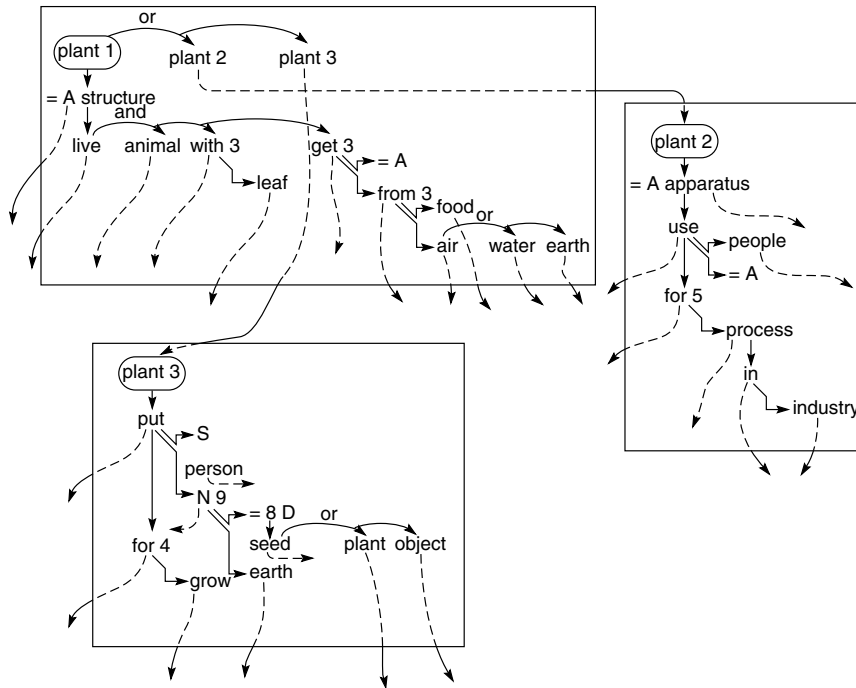 or
plant 1
plant 2
plant 3
= A structure
and
live
animal
with 3
get 3
= A
leaf
from 3
food
or
air
water
earth
plant 2
= A apparatus
use
people
= A
for 5
process
in
industry
plant 3
put
S
person
N 9
= 8 D
or
for 4
seed
plant
object
grow
earth